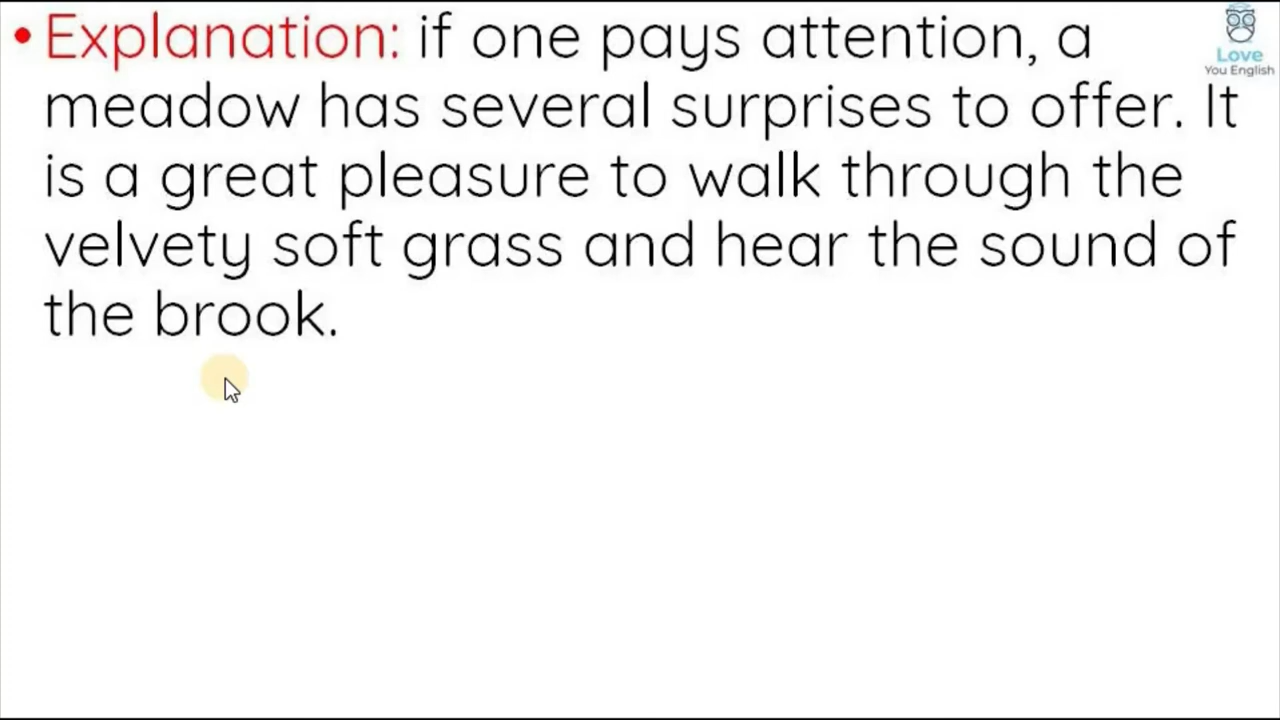 • Explanation: if one pays attention, a
meadow has several surprises to offer. It
is a great pleasure to walk through the
velvety soft grass and hear the sound of
the brook.
Love
You English